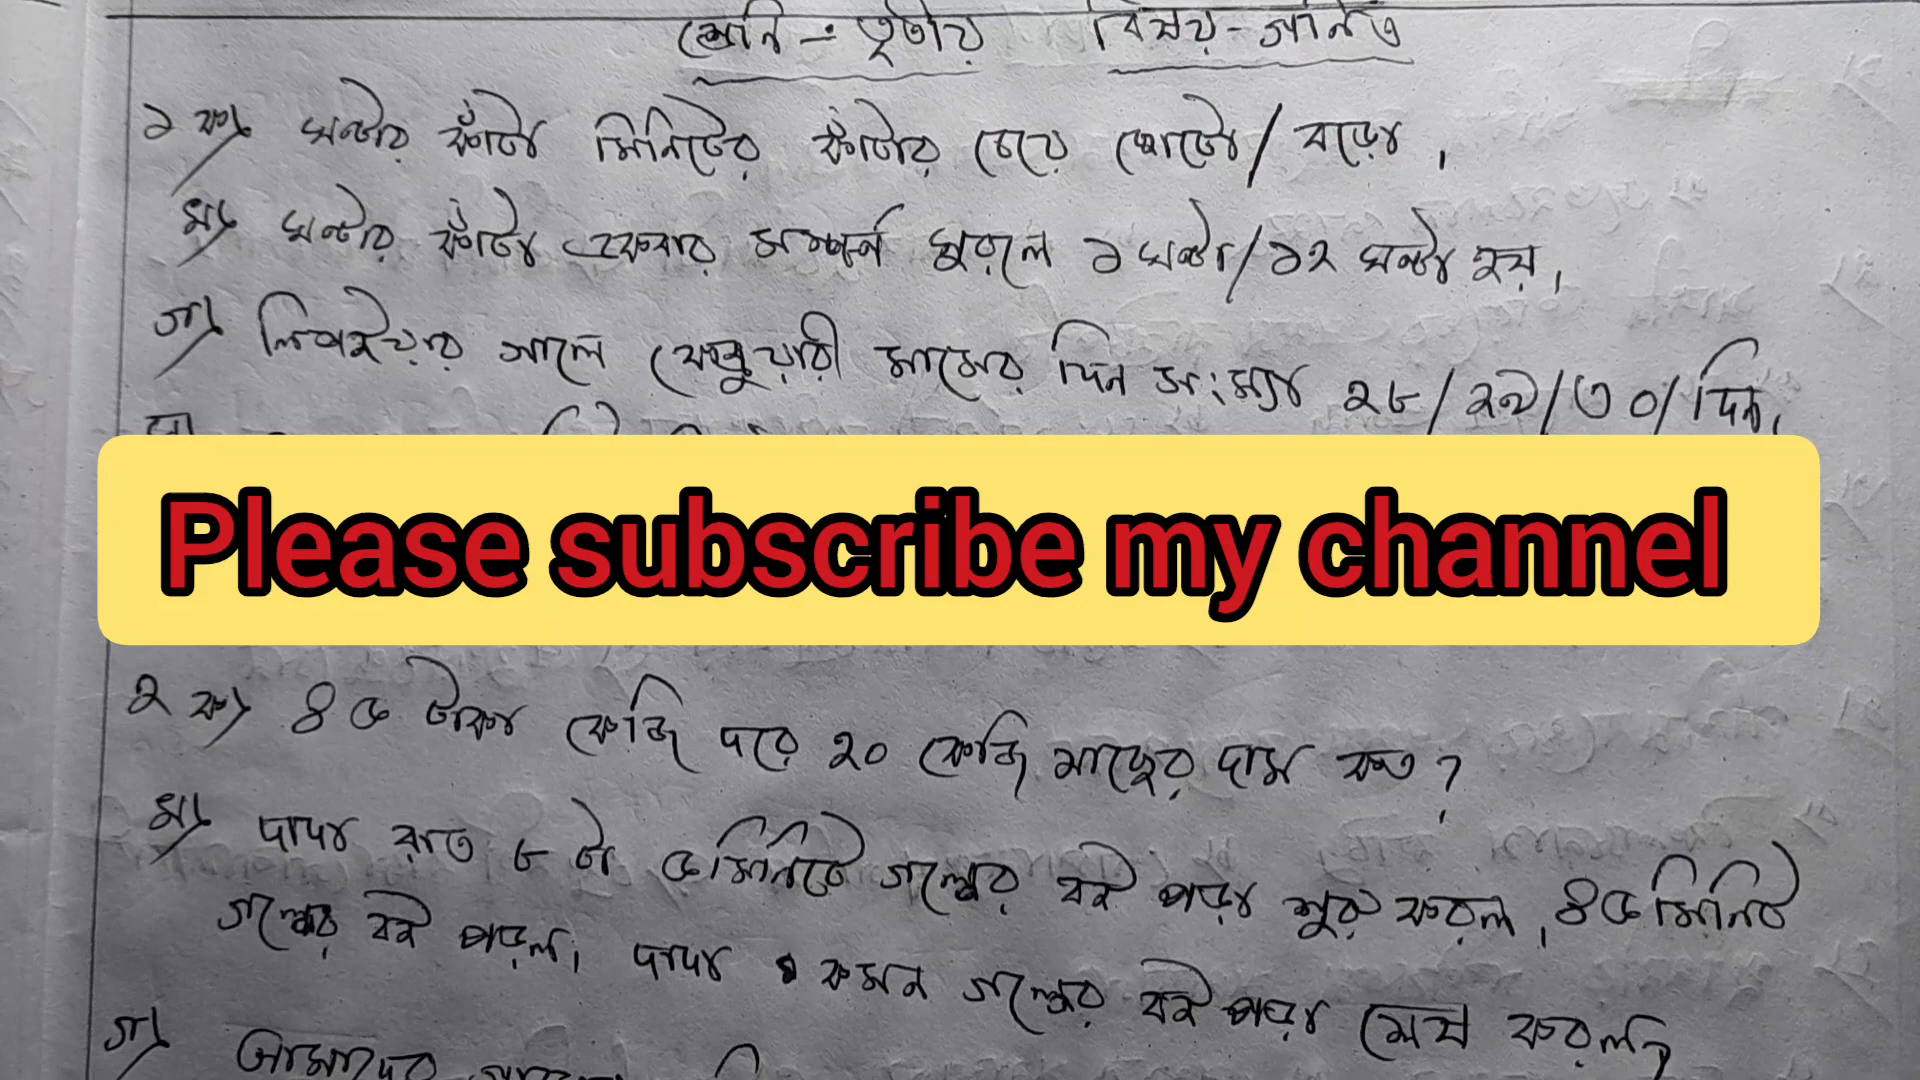 শ্রেনি - তৃতীয় বিষয় - গনিত
১ ক) ঘন্টার কাঁটা মিনিটের কাঁটার চেয়ে ছোটো / বড়ো ।
খ) ঘন্টার কাঁটা একবার সম্পূর্ন ঘুরলে ১ ঘন্টা / ১২ ঘন্টা হয় ।
গ) লিপইয়ার সালে ফেব্রুয়ারী মাসের দিন সংখ্যা ২৮ / ২৯ / ৩০ / দিন ।
Please subscribe my channel
২ ক) ৪৫ টাকা কেজি দরে ২০ কেজি মাছের দাম কত ?
খ) দাদা রাত ৮ টা ৫ মিনিটে গল্পের বই পড়া শুরু করল । ৪৫ মিনিট
গল্পের বই পড়ল । দাদা কখন গল্পের বই পড়া শেষ করল ?
গ) আমাদের